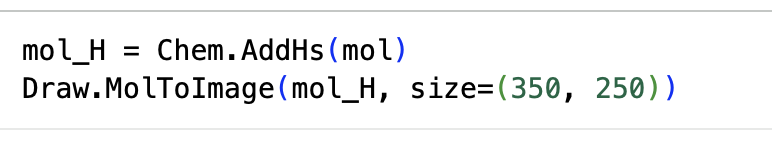 mol_H = Chem.AddHs(mol)
Draw.MolToImage(mol_H, size=(350, 250))